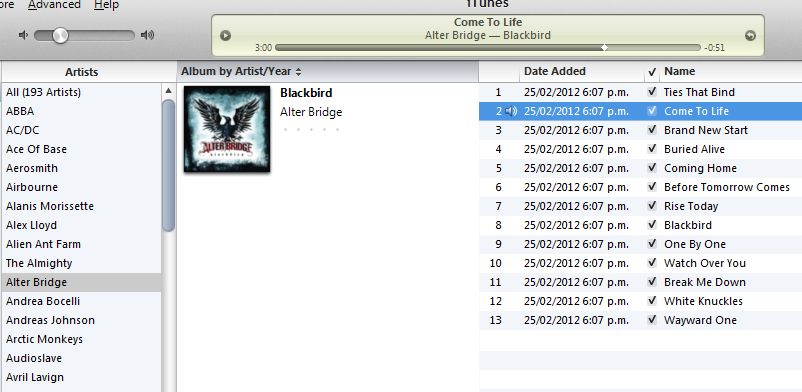 ore Advanced Help
iTunes
Come To Life
Alter Bridge — Blackbird
3:00 -0:51
Artists
All (193 Artists)
ABBA
AC/DC
Ace Of Base
Aerosmith
Airbourne
Alanis Morissette
Alex Lloyd
Alien Ant Farm
The Almighty
Alter Bridge
Andrea Bocelli
Andreas Johnson
Arctic Monkeys
Audioslave
Avril Lavign
Album by Artist/Year
Blackbird
Alter Bridge
ALTER BRIDGE
blackbird
Date Added ✓ Name
1 25/02/2012 6:07 p.m. ✓ Ties That Bind
2 25/02/2012 6:07 p.m. ✓ Come To Life
3 25/02/2012 6:07 p.m. ✓ Brand New Start
4 25/02/2012 6:07 p.m. ✓ Buried Alive
5 25/02/2012 6:07 p.m. ✓ Coming Home
6 25/02/2012 6:07 p.m. ✓ Before Tomorrow Comes
7 25/02/2012 6:07 p.m. ✓ Rise Today
8 25/02/2012 6:07 p.m. ✓ Blackbird
9 25/02/2012 6:07 p.m. ✓ One By One
10 25/02/2012 6:07 p.m. ✓ Watch Over You
11 25/02/2012 6:07 p.m. ✓ Break Me Down
12 25/02/2012 6:07 p.m. ✓ White Knuckles
13 25/02/2012 6:07 p.m. ✓ Wayward One